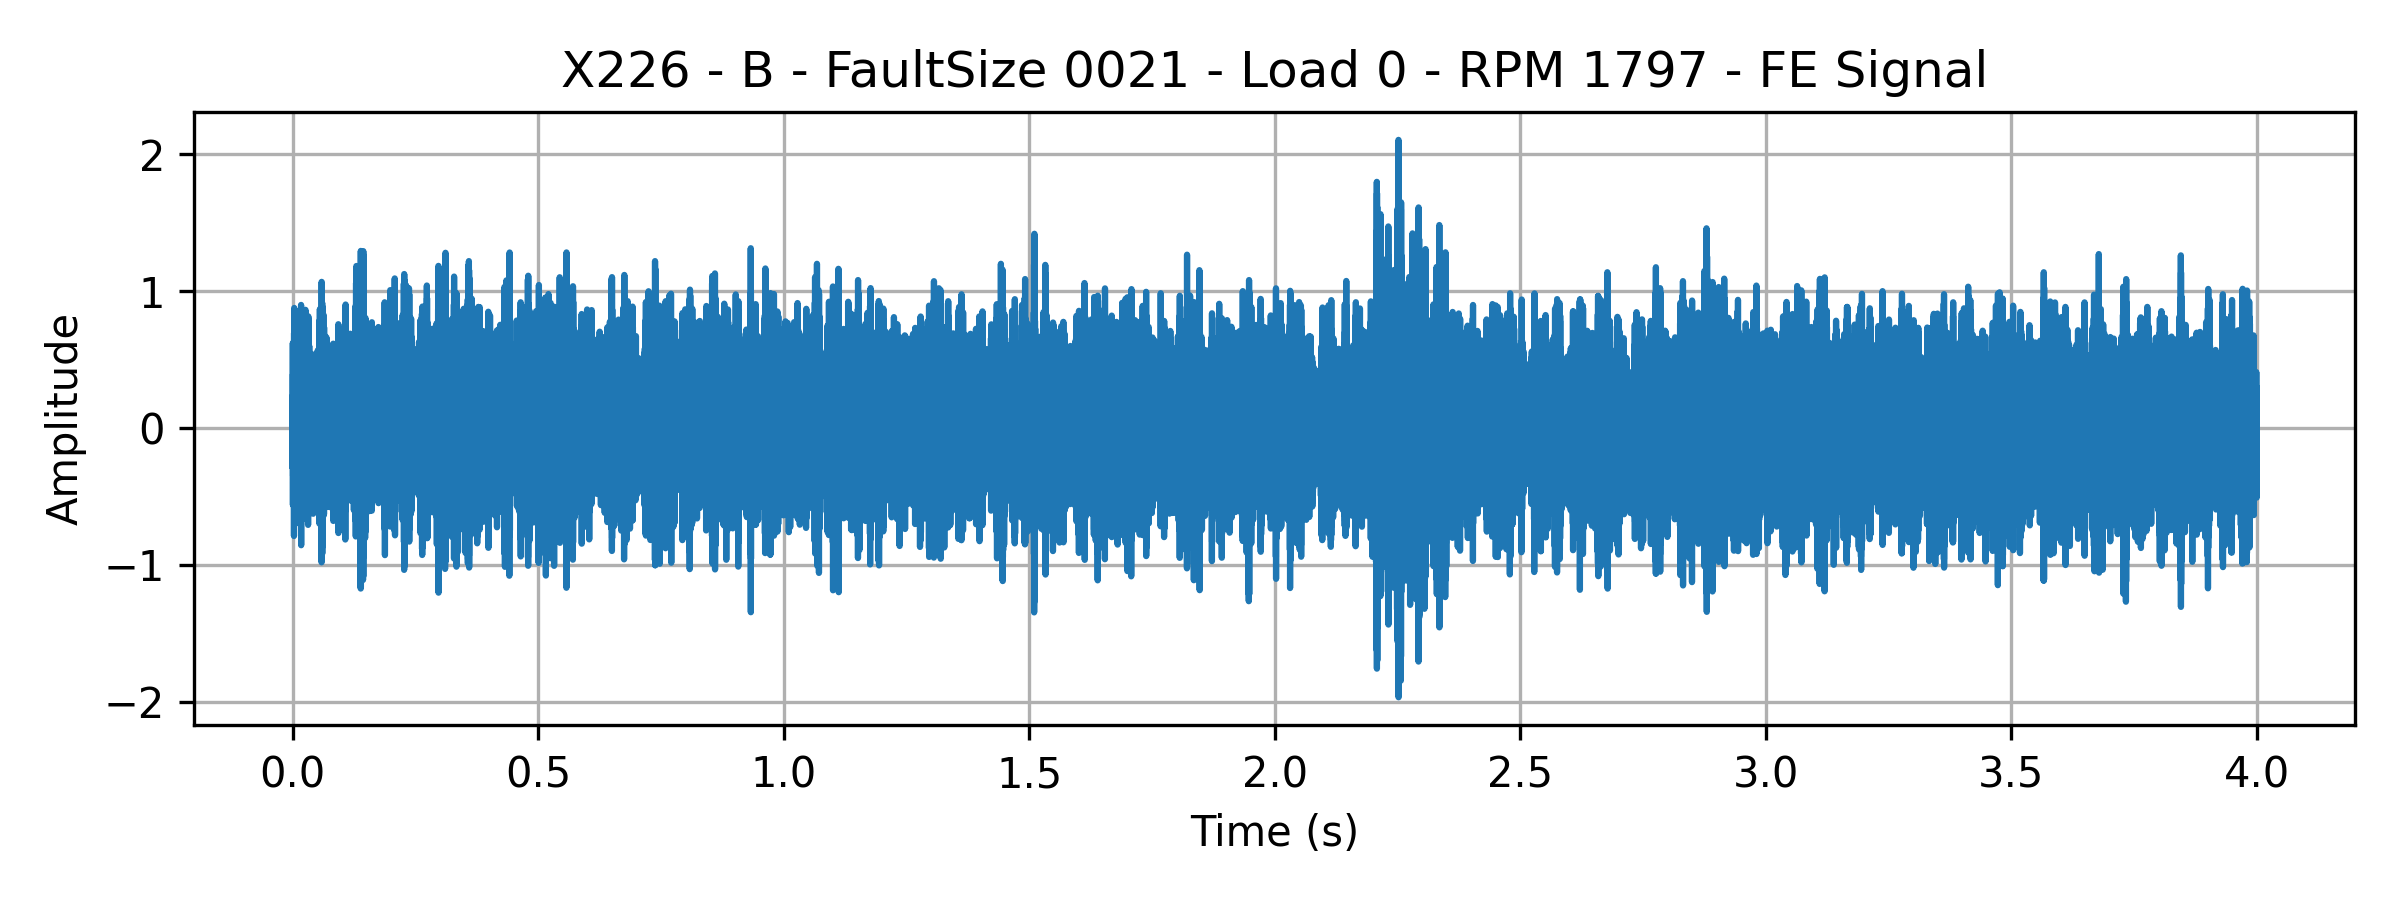 X226 - B - FaultSize 0021 - Load 0 - RPM 1797 - FE Signal
Amplitude
2
1
0
−1
−2
0.0 0.5 1.0 1.5 2.0 2.5 3.0 3.5 4.0
Time (s)